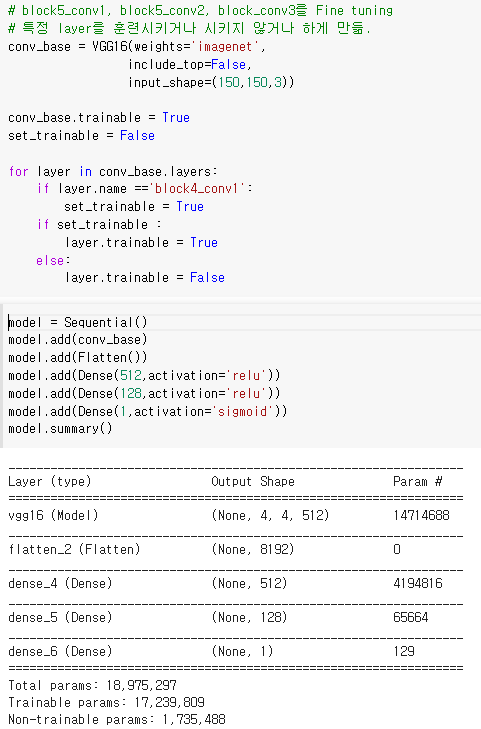 # block5_conv1, block5_conv2, block_conv3를 Fine tuning
# 특정 layer를 훈련시키거나 시키지 않거나 하게 만듦.
conv_base = VGG16(weights='imagenet',
include_top=False,
input_shape=(150,150,3))
conv_base.trainable = True
set_trainable = False
for layer in conv_base.layers:
if layer.name =='block4_conv1':
set_trainable = True
if set_trainable :
layer.trainable = True
else:
layer.trainable = False
model = Sequential()
model.add(conv_base)
model.add(Flatten())
model.add(Dense(512,activation='relu'))
model.add(Dense(128,activation='relu'))
model.add(Dense(1,activation='sigmoid'))
model.summary()
Layer (type) Output Shape Param #
vgg16 (Model) (None, 4, 4, 512) 14714688
flatten_2 (Flatten) (None, 8192) 0
dense_4 (Dense) (None, 512) 4194816
dense_5 (Dense) (None, 128) 65664
dense_6 (Dense) (None, 1) 129
Total params: 18,975,297
Trainable params: 17,239,809
Non-trainable params: 1,735,488